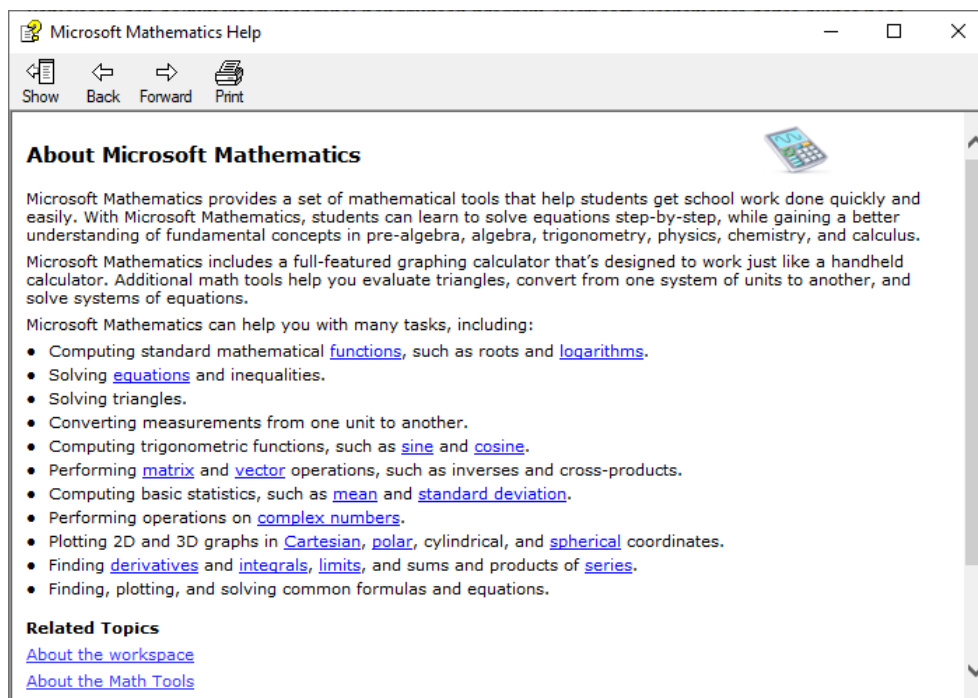 Microsoft Mathematics Help
Show Back Forward Print
About Microsoft Mathematics
Microsoft Mathematics provides a set of mathematical tools that help students get school work done quickly and
easily. With Microsoft Mathematics, students can learn to solve equations step-by-step, while gaining a better
understanding of fundamental concepts in pre-algebra, algebra, trigonometry, physics, chemistry, and calculus.
Microsoft Mathematics includes a full-featured graphing calculator that’s designed to work just like a handheld
calculator. Additional math tools help you evaluate triangles, convert from one system of units to another, and
solve systems of equations.
Microsoft Mathematics can help you with many tasks, including:
● Computing standard mathematical functions, such as roots and logarithms.
● Solving equations and inequalities.
● Solving triangles.
● Converting measurements from one unit to another.
● Computing trigonometric functions, such as sine and cosine.
● Performing matrix and vector operations, such as inverses and cross-products.
● Computing basic statistics, such as mean and standard deviation.
● Performing operations on complex numbers.
● Plotting 2D and 3D graphs in Cartesian, polar, cylindrical, and spherical coordinates.
● Finding derivatives and integrals, limits, and sums and products of series.
● Finding, plotting, and solving common formulas and equations.
Related Topics
About the workspace
About the Math Tools